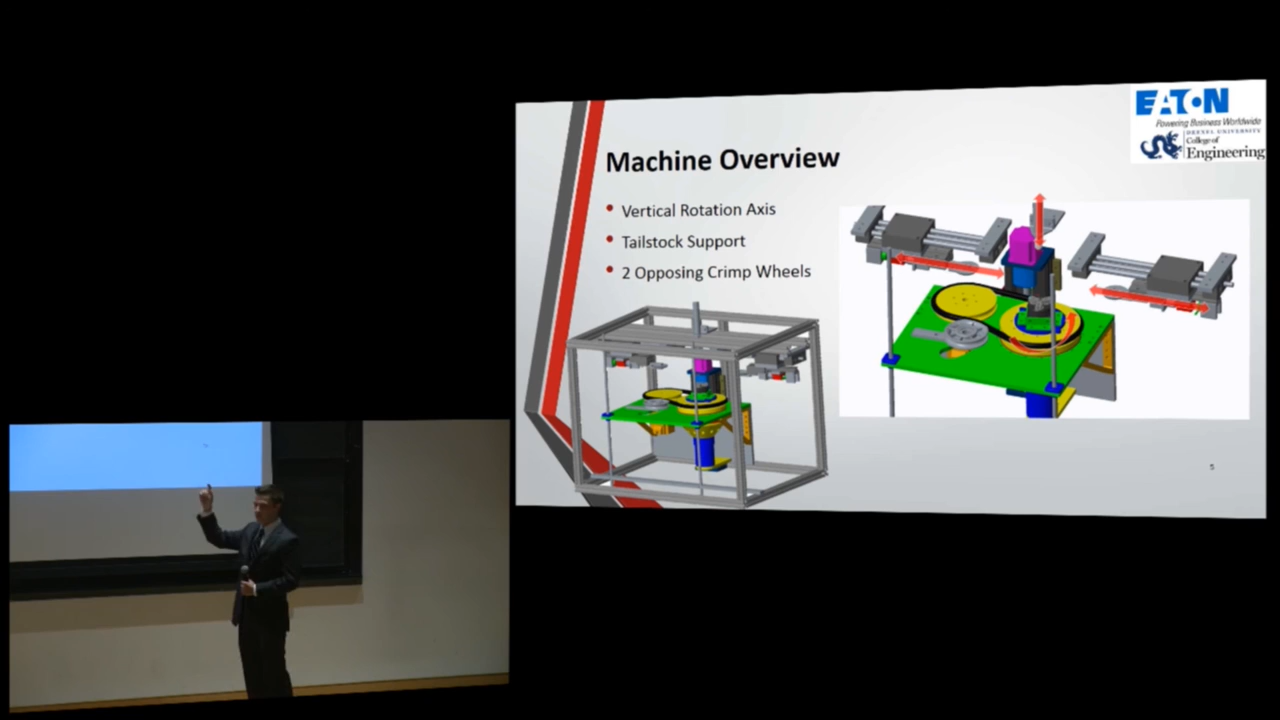 EATON
Powering Business Worldwide
DREXEL UNIVERSITY
College of
Engineering
Machine Overview
• Vertical Rotation Axis
• Tailstock Support
• 2 Opposing Crimp Wheels
5